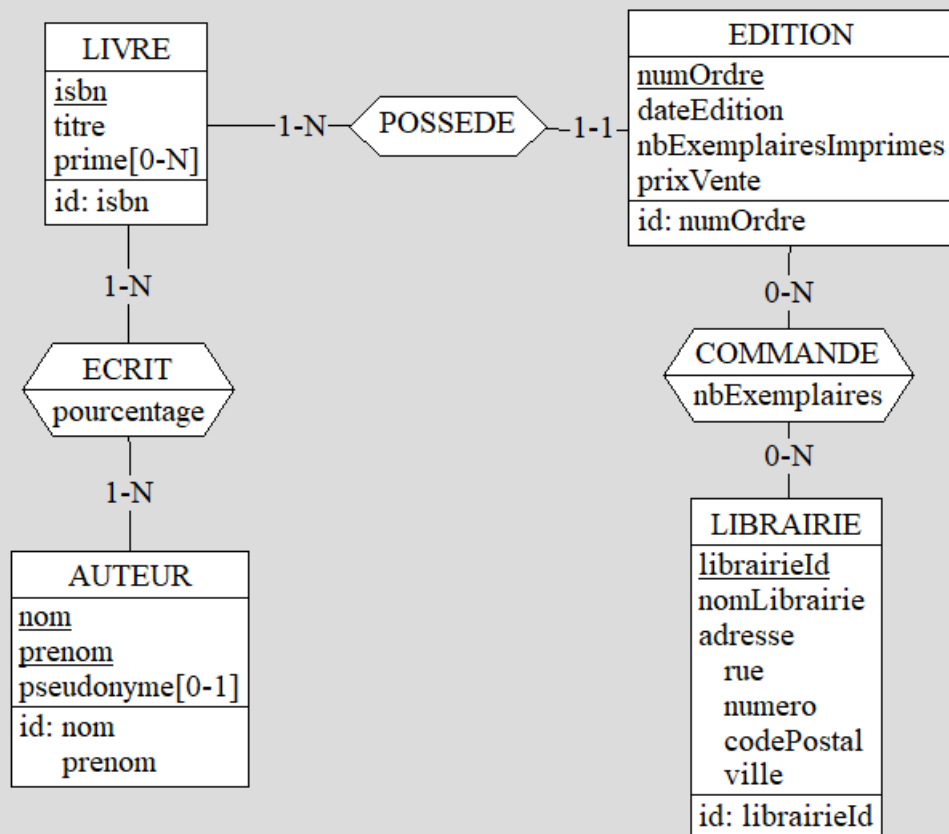 LIVRE
isbn
titre
prime[0-N]
id: isbn
1-N
POSSEDE
1-1
EDITION
numOrdre
dateEdition
nbExemplairesImprimes
prixVente
id: numOrdre
1-N
ECRIT
pourcentage
1-N
AUTEUR
nom
prenom
pseudonyme[0-1]
id: nom
prenom
0-N
COMMANDE
nbExemplaires
0-N
LIBRAIRIE
librairieId
nomLibrairie
adresse
rue
numero
codePostal
ville
id: librairieId